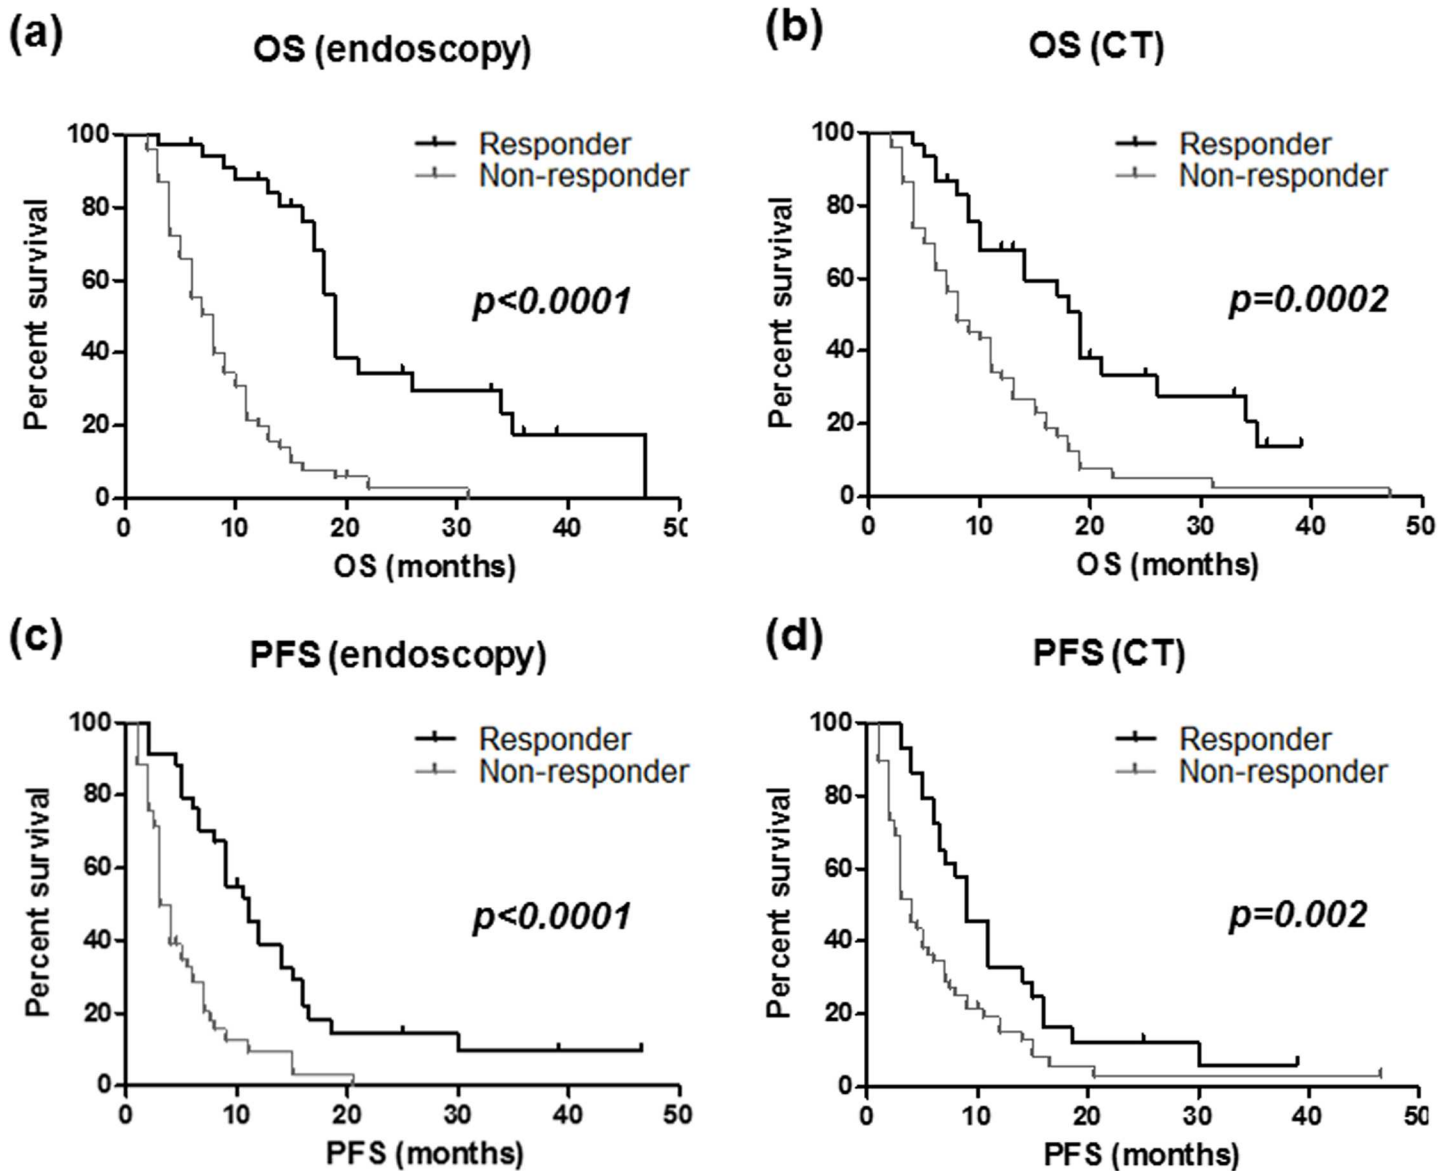 (a)
OS (endoscopy)
Responder
Non-responder
100
80
60
40
20
0
Percent survival
p<0.0001
0 10 20 30 40 50
OS (months)
(b)
OS (CT)
Responder
Non-responder
100
80
60
40
20
0
Percent survival
p=0.0002
0 10 20 30 40 50
OS (months)
(c)
PFS (endoscopy)
Responder
Non-responder
100
80
60
40
20
0
Percent survival
p<0.0001
0 10 20 30 40 50
PFS (months)
(d)
PFS (CT)
Responder
Non-responder
100
80
60
40
20
0
Percent survival
p=0.002
0 10 20 30 40 50
PFS (months)